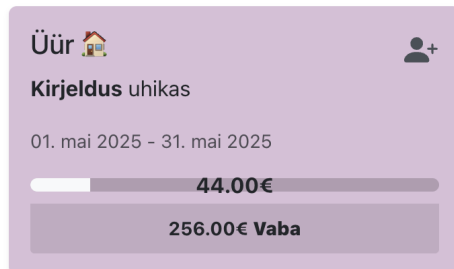 Üür 🏠
Kirjeldus uhikas
01. mai 2025 - 31. mai 2025
44.00€
256.00€ Vaba